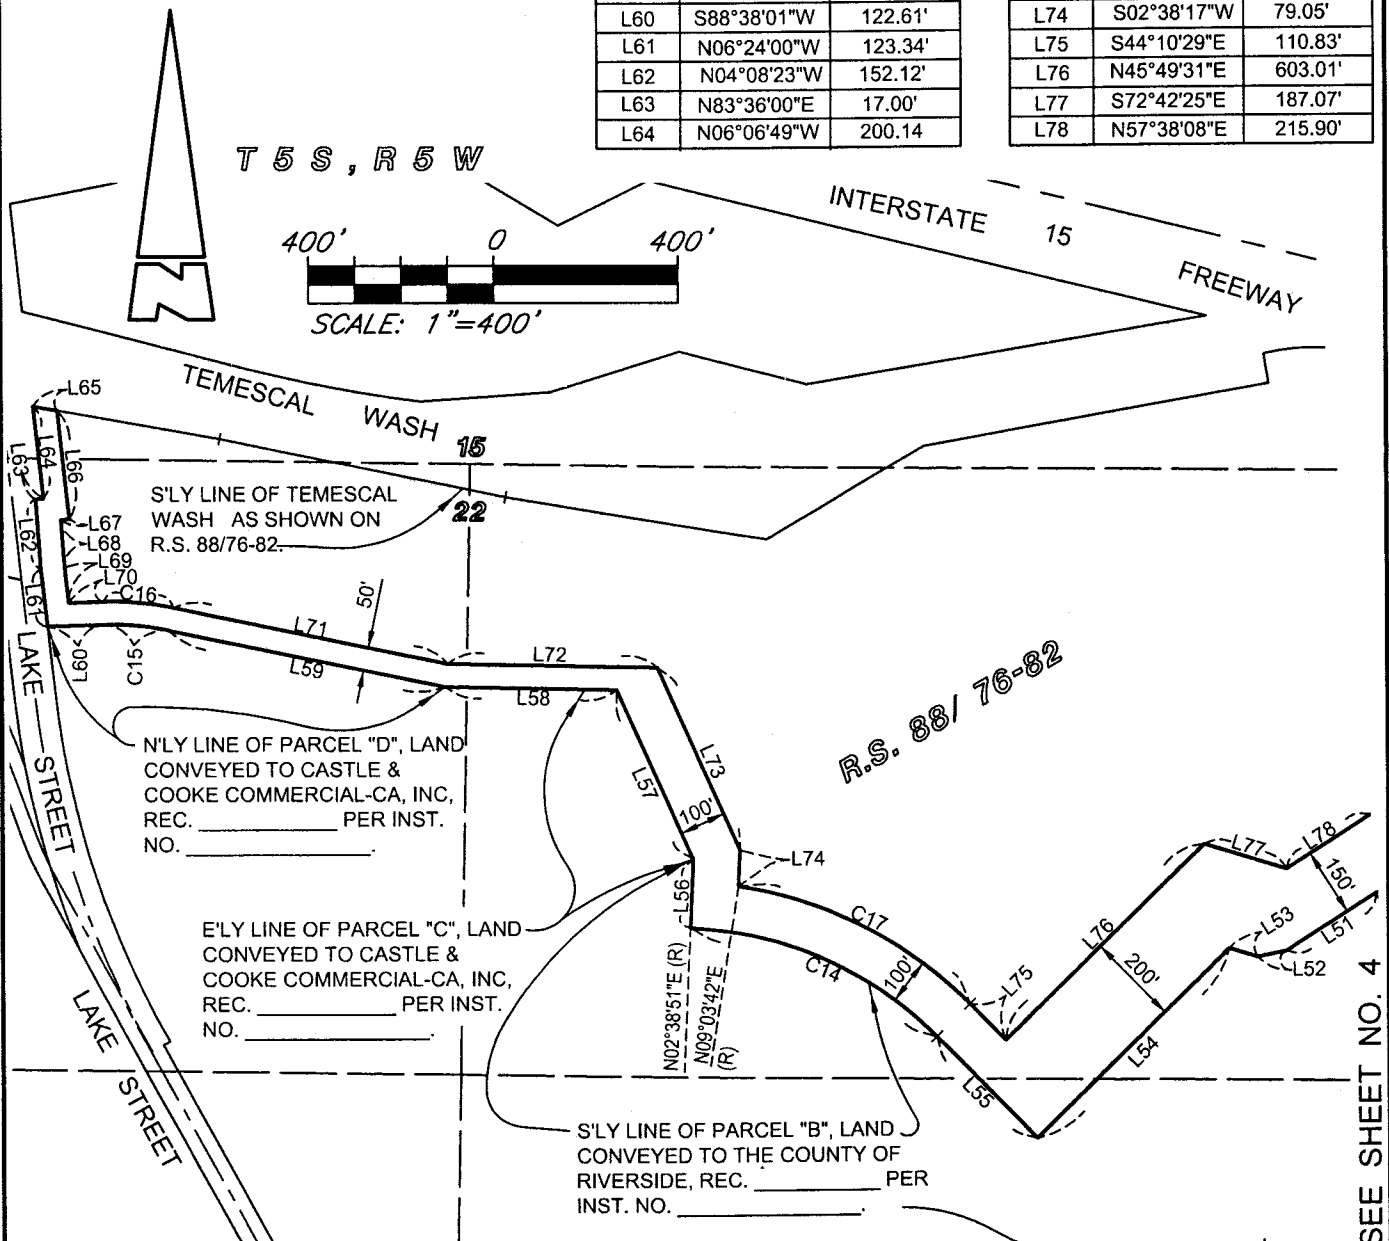 L60 S88°38'01"W 122.61'
L61 N06°24'00"W 123.34'
L62 N04°08'23"W 152.12'
L63 N83°36'00"E 17.00'
L64 N06°06'49"W 200.14
L74 S02°38'17"W 79.05'
L75 S44°10'29"E 110.83'
L76 N45°49'31"E 603.01'
L77 S72°42'25"E 187.07'
L78 N57°38'08"E 215.90'
N
T 5 S , R 5 W
400' 0 400'
SCALE: 1"=400'
INTERSTATE 15
FREEWAY
TEMESCAL WASH
15
22
L65
L63
L64
L66
L67
L68
L69
L70
C16
L62
L61
L60
C15
S'LY LINE OF TEMESCAL
WASH AS SHOWN ON
R.S. 88/76-82.
50'
L71
L59
L72
L58
L73
L57
100'
L74
L56
R.S. 88/ 76-82
LAKE STREET
N'LY LINE OF PARCEL "D", LAND
CONVEYED TO CASTLE &
COOKE COMMERCIAL-CA, INC,
REC. ____________ PER INST.
NO. ________________.
E'LY LINE OF PARCEL "C", LAND
CONVEYED TO CASTLE &
COOKE COMMERCIAL-CA, INC,
REC. ____________ PER INST.
NO. ________________.
LAKE STREET
N02°38'51"E (R)
N09°03'42"E
(R)
C17
C14
100'
L75
L76
L77
L78
150'
L53
L51
L52
200'
L54
L55
S'LY LINE OF PARCEL "B", LAND
CONVEYED TO THE COUNTY OF
RIVERSIDE, REC. ____________ PER
INST. NO. ________________.
SEE SHEET NO. 4